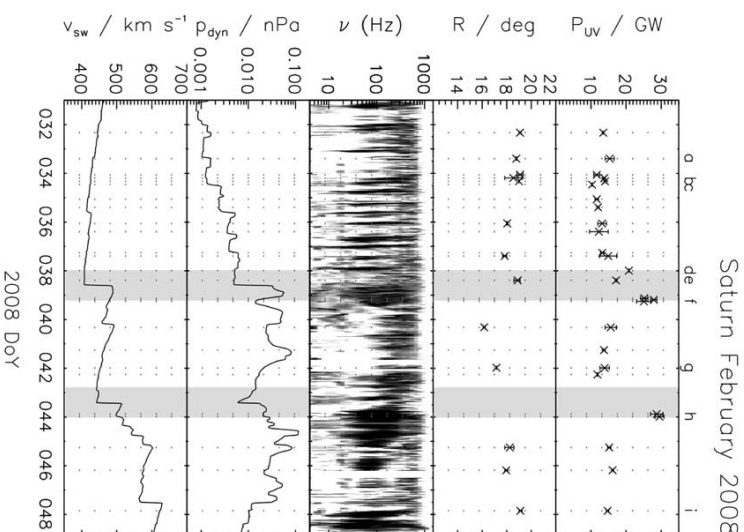 Saturn February 2008
a bc de f g h i
P_UV / GW
10 20 30
R / deg
14 16 18 20 22
ν (Hz)
10 100 1000
p_dyn / nPa
0.001 0.010 0.100
v_sw / km s⁻¹
400 500 600 700
032 034 036 038 040 042 044 046 048
2008 DoY